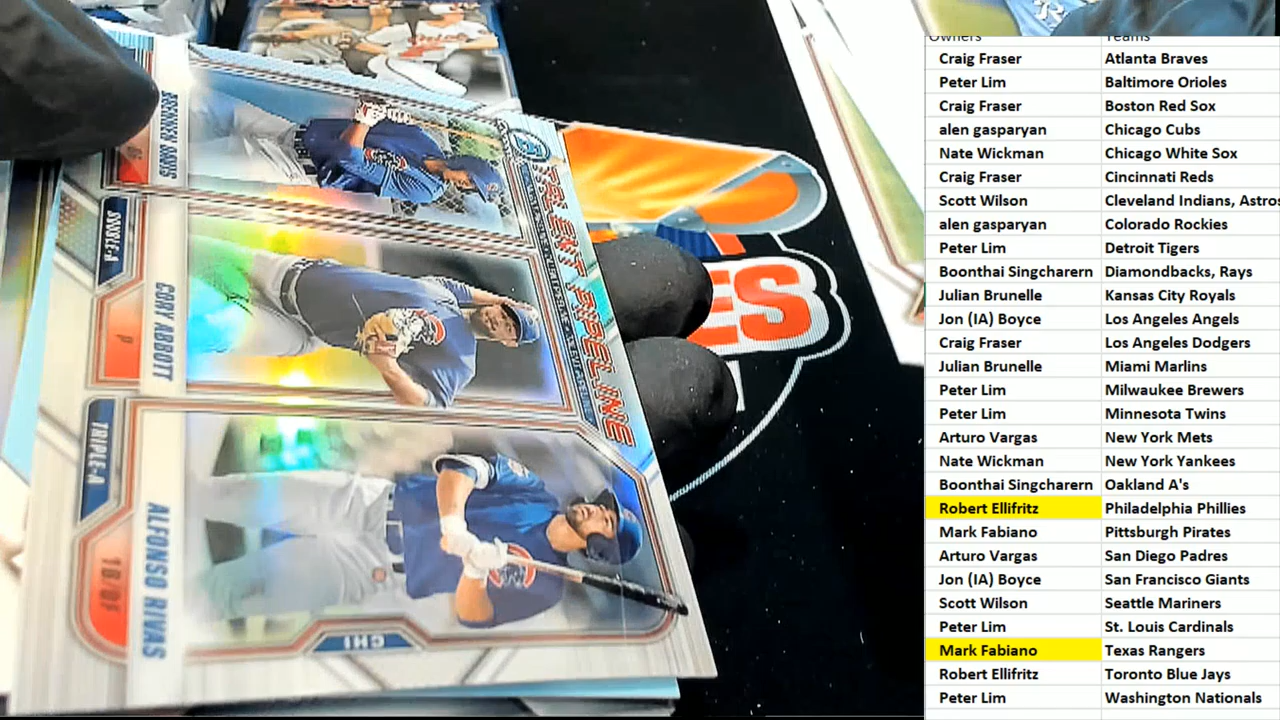 Owners Teams
Craig Fraser Atlanta Braves
Peter Lim Baltimore Orioles
Craig Fraser Boston Red Sox
alen gasparyan Chicago Cubs
Nate Wickman Chicago White Sox
Craig Fraser Cincinnati Reds
Scott Wilson Cleveland Indians, Astros
alen gasparyan Colorado Rockies
Peter Lim Detroit Tigers
Boonthai Singcharern Diamondbacks, Rays
Julian Brunelle Kansas City Royals
Jon (IA) Boyce Los Angeles Angels
Craig Fraser Los Angeles Dodgers
Julian Brunelle Miami Marlins
Peter Lim Milwaukee Brewers
Peter Lim Minnesota Twins
Arturo Vargas New York Mets
Nate Wickman New York Yankees
Boonthai Singcharern Oakland A's
Robert Ellifritz Philadelphia Phillies
Mark Fabiano Pittsburgh Pirates
Arturo Vargas San Diego Padres
Jon (IA) Boyce San Francisco Giants
Scott Wilson Seattle Mariners
Peter Lim St. Louis Cardinals
Mark Fabiano Texas Rangers
Robert Ellifritz Toronto Blue Jays
Peter Lim Washington Nationals
TALENT PIPELINE
BRENNEN DAVIS
OF
DOUBLE-A
CORY ABBOTT
P
TRIPLE-A
ALFONSO RIVAS
1B/OF
CHI
ES